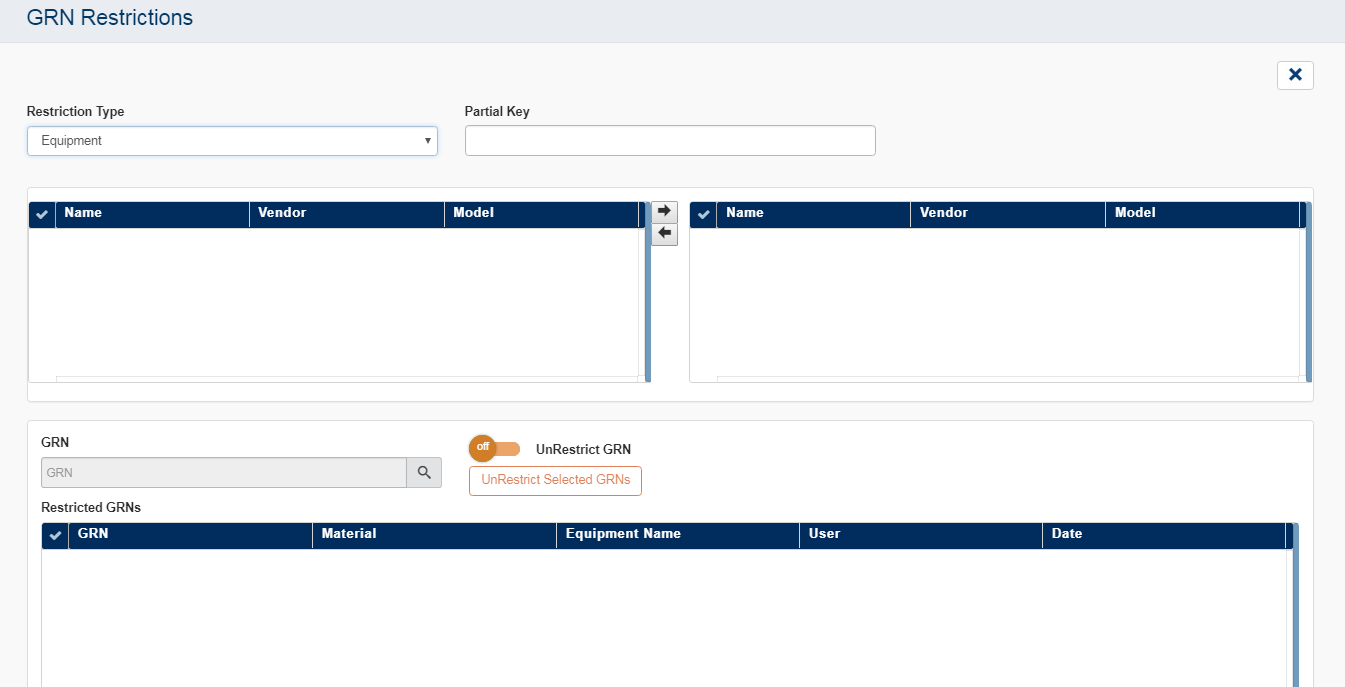 GRN Restrictions
Restriction Type
Partial Key
Equipment
Name Vendor Model
Name Vendor Model
GRN
off UnRestrict GRN
GRN
UnRestrict Selected GRNs
Restricted GRNs
GRN Material Equipment Name User Date